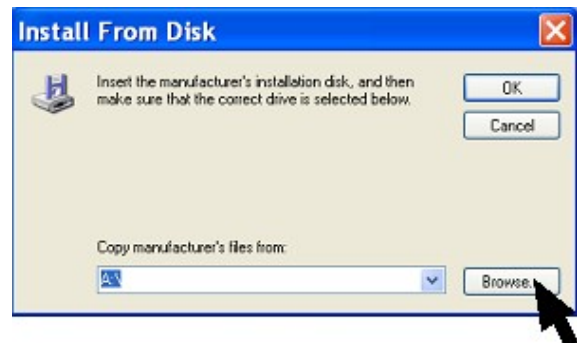 Install From Disk
Insert the manufacturer's installation disk, and then
make sure that the correct drive is selected below.
OK
Cancel
Copy manufacturer's files from:
A:\
Browse...